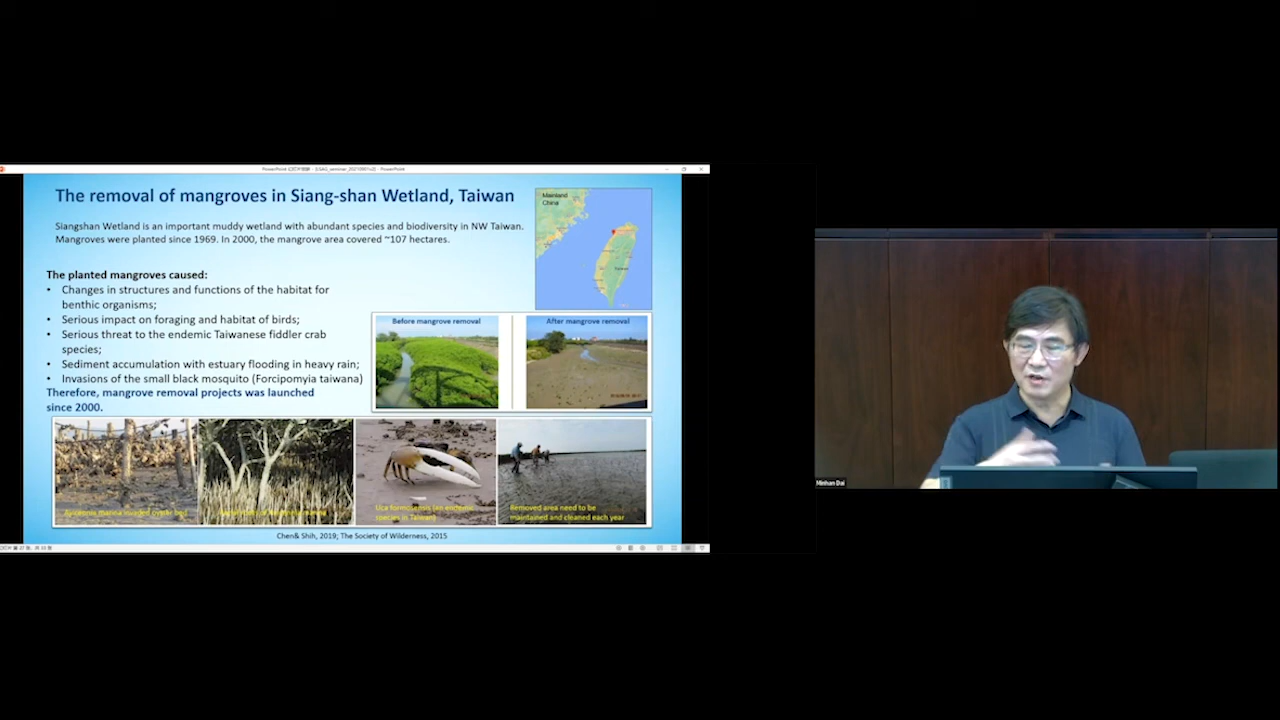 The removal of mangroves in Siang-shan Wetland, Taiwan
Siangshan Wetland is an important muddy wetland with abundant species and biodiversity in NW Taiwan.
Mangroves were planted since 1969. In 2000, the mangrove area covered ~107 hectares.
Mainland
China
Taiwan
The planted mangroves caused:
• Changes in structures and functions of the habitat for
benthic organisms;
• Serious impact on foraging and habitat of birds;
• Serious threat to the endemic Taiwanese fiddler crab
species;
• Sediment accumulation with estuary flooding in heavy rain;
• Invasions of the small black mosquito (Forcipomyia taiwana)
Therefore, mangrove removal projects was launched
since 2000.
Before mangrove removal
After mangrove removal
Avicennia marina invaded oyster bed
Uca formosensis (an endemic
species in Taiwan)
Removed area need to be
maintained and cleaned each year
Chen& Shih, 2019; The Society of Wilderness, 2015
Minhan Dai